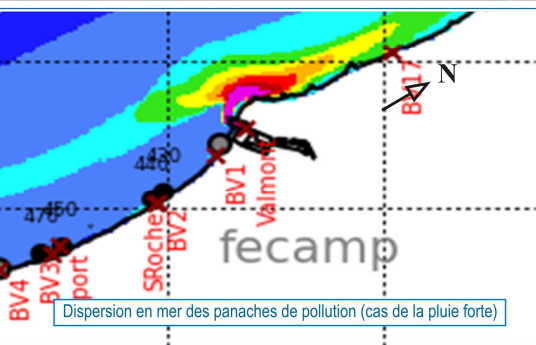 N
BV17
430
440
BV1
Valmont
450
470
SRoche
BV2
fecamp
BV4
BV3
port
Dispersion en mer des panaches de pollution (cas de la pluie forte)